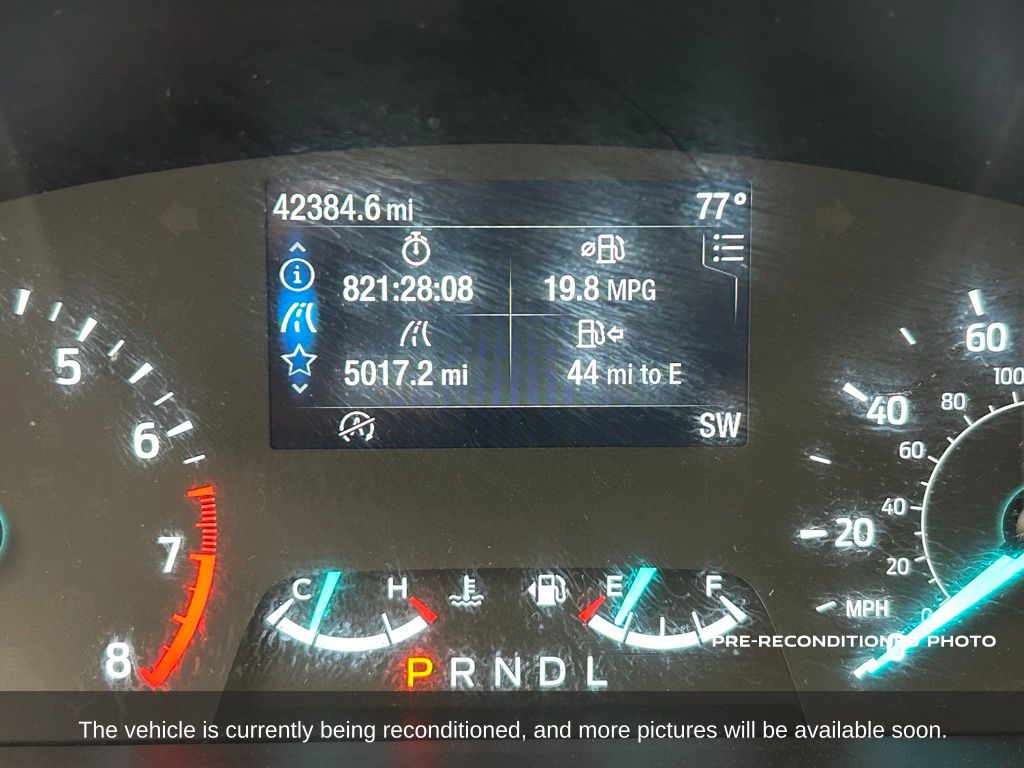 42384.6 mi 77°
821:28:08 19.8 MPG
5017.2 mi 44 mi to E
SW
5
6
7
8
60
40
20
MPH
100
80
60
40
20
0
C H E F
P R N D L
PRE-RECONDITIONED PHOTO
The vehicle is currently being reconditioned, and more pictures will be available soon.